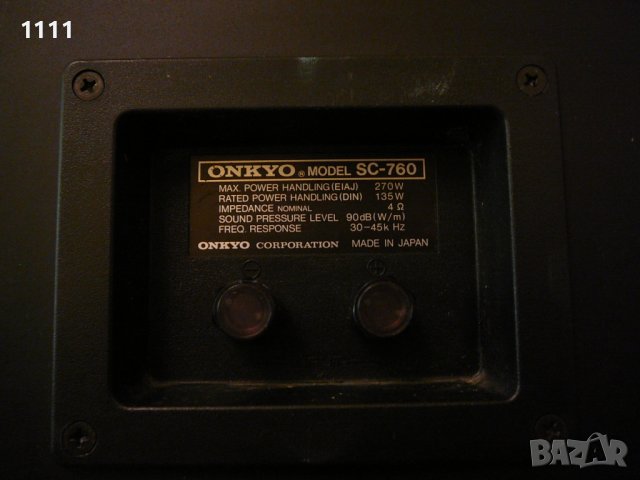 1111
ONKYO ® MODEL SC-760
MAX. POWER HANDLING(EIAJ) 270W
RATED POWER HANDLING(DIN) 135W
IMPEDANCE NOMINAL 4 Ω
SOUND PRESSURE LEVEL 90dB(W/m)
FREQ. RESPONSE 30-45k Hz
ONKYO CORPORATION MADE IN JAPAN
- +
BAZAR